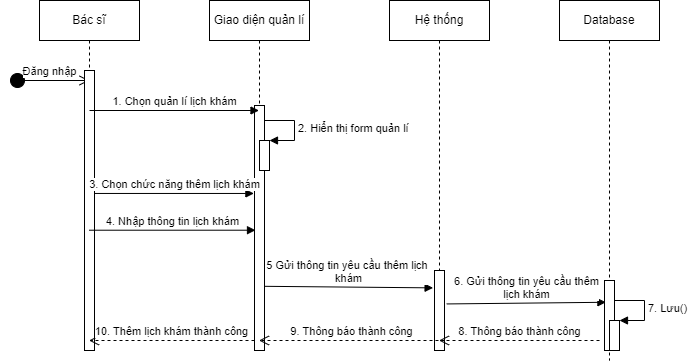 Bác sĩ
Giao diện quản lí
Hệ thống
Database
Đăng nhập
1. Chọn quản lí lịch khám
2. Hiển thị form quản lí
3. Chọn chức năng thêm lịch khám
4. Nhập thông tin lịch khám
5 Gửi thông tin yêu cầu thêm lịch
khám
6. Gửi thông tin yêu cầu thêm
lịch khám
7. Lưu()
10. Thêm lịch khám thành công
9. Thông báo thành công
8. Thông báo thành công